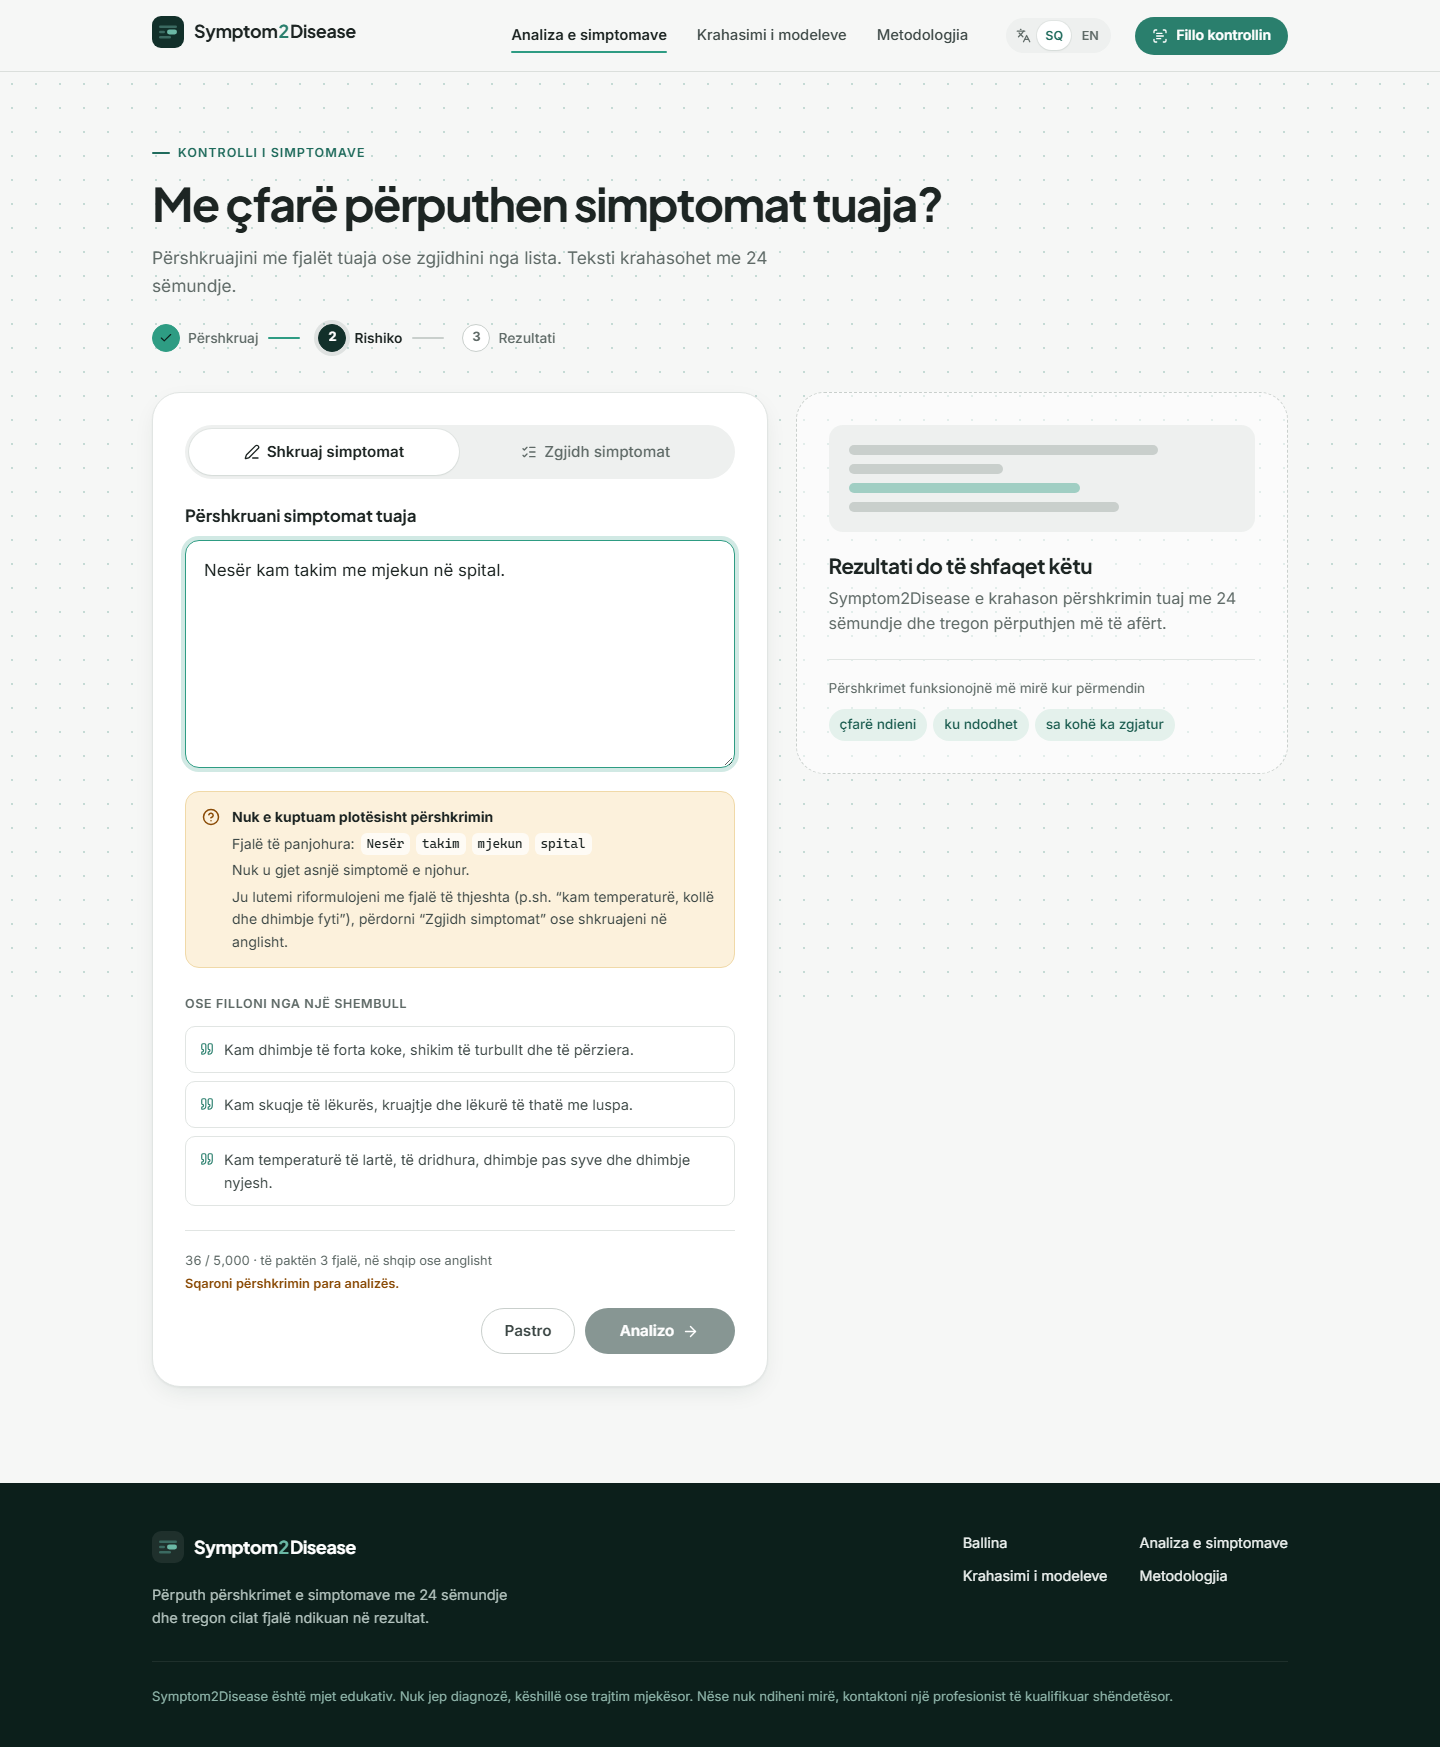 Symptom2Disease
Analiza e simptomave
Krahasimi i modeleve
Metodologjia
SQ
EN
Fillo kontrollin
KONTROLLI I SIMPTOMAVE
Me çfarë përputhen simptomat tuaja?
Përshkruajini me fjalët tuaja ose zgjidhini nga lista. Teksti krahasohet me 24
sëmundje.
Përshkruaj
2
Rishiko
3
Rezultati
Shkruaj simptomat
Zgjidh simptomat
Përshkruani simptomat tuaja
Nesër kam takim me mjekun në spital.
Nuk e kuptuam plotësisht përshkrimin
Fjalë të panjohura: Nesër takim mjekun spital
Nuk u gjet asnjë simptomë e njohur.
Ju lutemi riformulojeni me fjalë të thjeshta (p.sh. “kam temperaturë, kollë
dhe dhimbje fyti”), përdorni “Zgjidh simptomat” ose shkruajeni në
anglisht.
OSE FILLONI NGA NJË SHEMBULL
Kam dhimbje të forta koke, shikim të turbullt dhe të përziera.
Kam skuqje të lëkurës, kruajtje dhe lëkurë të thatë me luspa.
Kam temperaturë të lartë, të dridhura, dhimbje pas syve dhe dhimbje
nyjesh.
36 / 5,000 · të paktën 3 fjalë, në shqip ose anglisht
Sqaroni përshkrimin para analizës.
Pastro
Analizo
Rezultati do të shfaqet këtu
Symptom2Disease e krahason përshkrimin tuaj me 24
sëmundje dhe tregon përputhjen më të afërt.
Përshkrimet funksionojnë më mirë kur përmendin
çfarë ndieni
ku ndodhet
sa kohë ka zgjatur
Symptom2Disease
Përputh përshkrimet e simptomave me 24 sëmundje
dhe tregon cilat fjalë ndikuan në rezultat.
Ballina
Analiza e simptomave
Krahasimi i modeleve
Metodologjia
Symptom2Disease është mjet edukativ. Nuk jep diagnozë, këshillë ose trajtim mjekësor. Nëse nuk ndiheni mirë, kontaktoni një profesionist të kualifikuar shëndetësor.